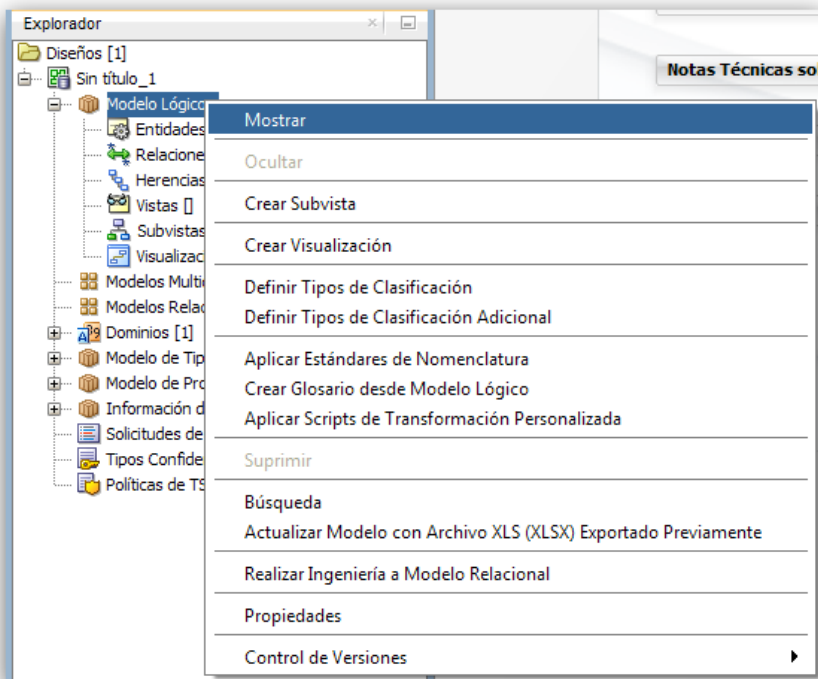 Explorador
Diseños [1]
Sin título_1
Modelo Lógico
Entidades
Relacione
Herencias
Vistas []
Subvistas
Visualizac
Modelos Multi
Modelos Relac
Dominios [1]
Modelo de Tip
Modelo de Pro
Información d
Solicitudes de
Tipos Confide
Políticas de TS
Notas Técnicas so
Mostrar
Ocultar
Crear Subvista
Crear Visualización
Definir Tipos de Clasificación
Definir Tipos de Clasificación Adicional
Aplicar Estándares de Nomenclatura
Crear Glosario desde Modelo Lógico
Aplicar Scripts de Transformación Personalizada
Suprimir
Búsqueda
Actualizar Modelo con Archivo XLS (XLSX) Exportado Previamente
Realizar Ingeniería a Modelo Relacional
Propiedades
Control de Versiones